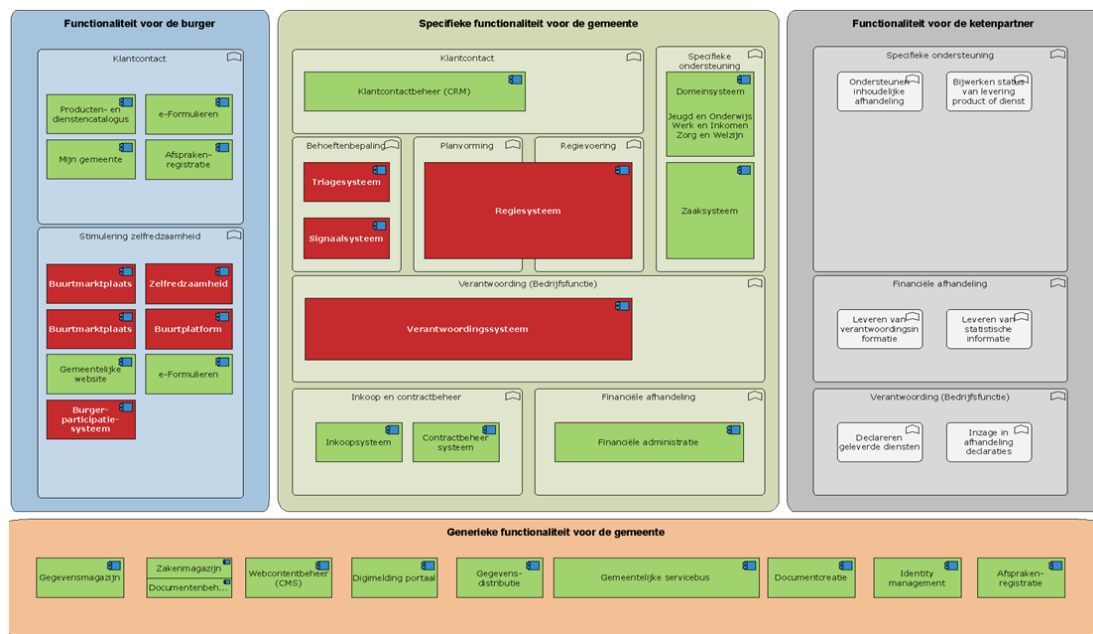 Functionaliteit voor de burger
Klantcontact
Producten- en
dienstencatalogus
e-Formulieren
Mijn gemeente
Afspraken-
registratie
Stimulering zelfredzaamheid
Buurtmarktplaats
Zelfredzaamheid
Buurtmarktplaats
Buurtplatform
Gemeentelijke
website
e-Formulieren
Burger-
participatie-
systeem
Specifieke functionaliteit voor de gemeente
Klantcontact
Klantcontactbeheer (CRM)
Specifieke
ondersteuning
Domeinsysteem
Jeugd en Onderwijs
Werk en Inkomen
Zorg en Welzijn
Zaaksysteem
Behoeftenbepaling
Triagesysteem
Signaalsysteem
Planvorming
Regievoering
Regiesysteem
Verantwoording (Bedrijfsfunctie)
Verantwoordingssysteem
Inkoop en contractbeheer
Inkoopsysteem
Contractbeheer
systeem
Financiële afhandeling
Financiële administratie
Functionaliteit voor de ketenpartner
Specifieke ondersteuning
Ondersteunen
inhoudelijke
afhandeling
Bijwerken status
van levering
product of dienst
Financiële afhandeling
Leveren van
verantwoordingsin
formatie
Leveren van
statistische
informatie
Verantwoording (Bedrijfsfunctie)
Declareren
geleverde diensten
Inzage in
afhandeling
declaraties
Generieke functionaliteit voor de gemeente
Gegevensmagazijn
Zakenmagazijn
Documentenbeh...
Webcontentbeheer
(CMS)
Digimelding portaal
Gegevens-
distributie
Gemeentelijke servicebus
Documentcreatie
Identity
management
Afspraken-
registratie